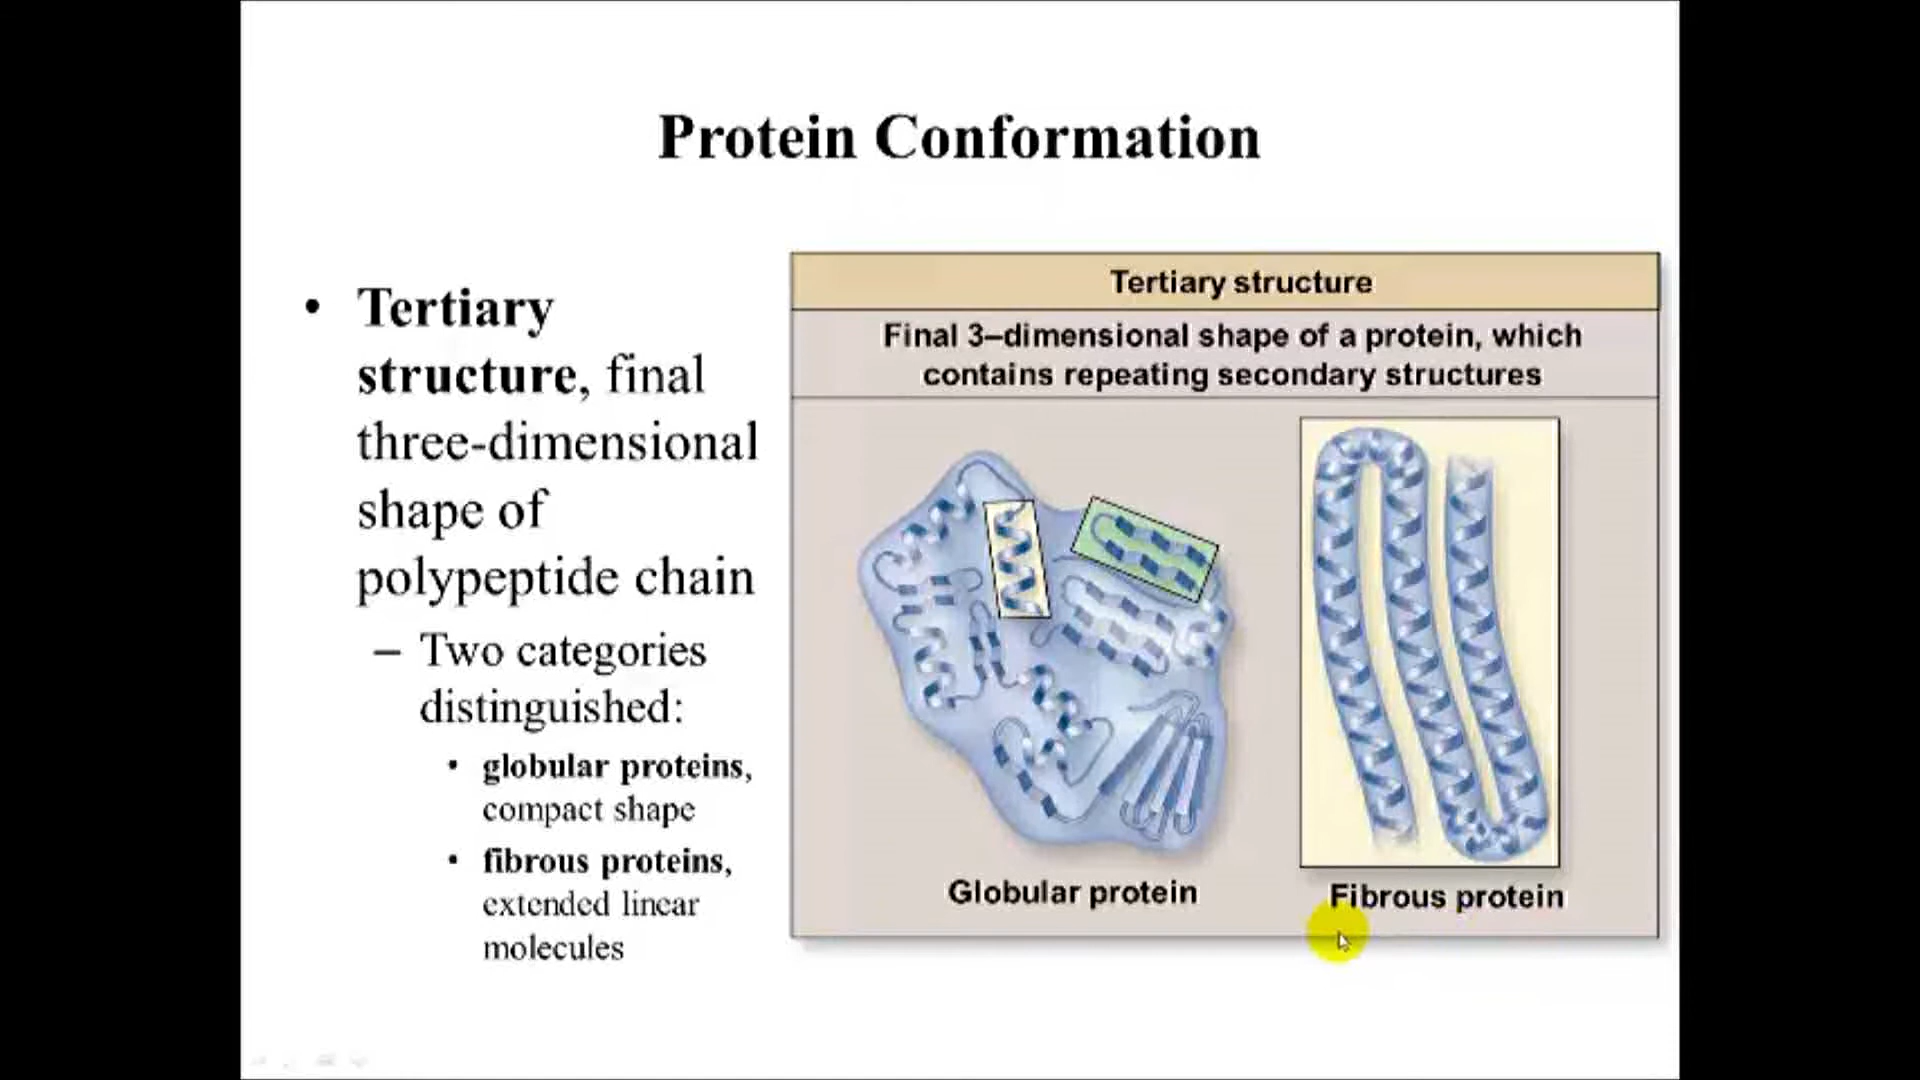 Protein Conformation
• Tertiary
structure, final
three-dimensional
shape of
polypeptide chain
– Two categories
distinguished:
• globular proteins,
compact shape
• fibrous proteins,
extended linear
molecules
Tertiary structure
Final 3–dimensional shape of a protein, which
contains repeating secondary structures
Globular protein
Fibrous protein